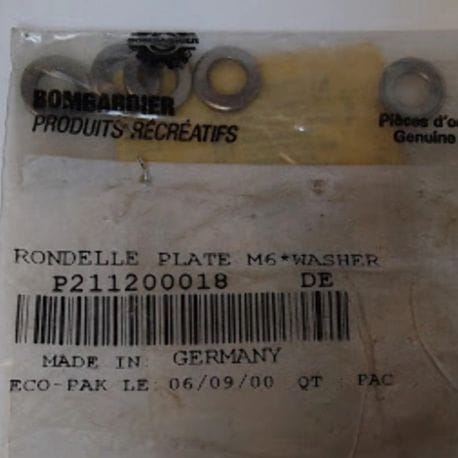 BOMBARDIER
PRODUITS RÉCRÉATIFS
Pièces d'o
Genuine
RONDELLE PLATE M6*WASHER
P211200018 DE
MADE IN: GERMANY
ECO-PAK LE: 06/09/00 QT : PAC